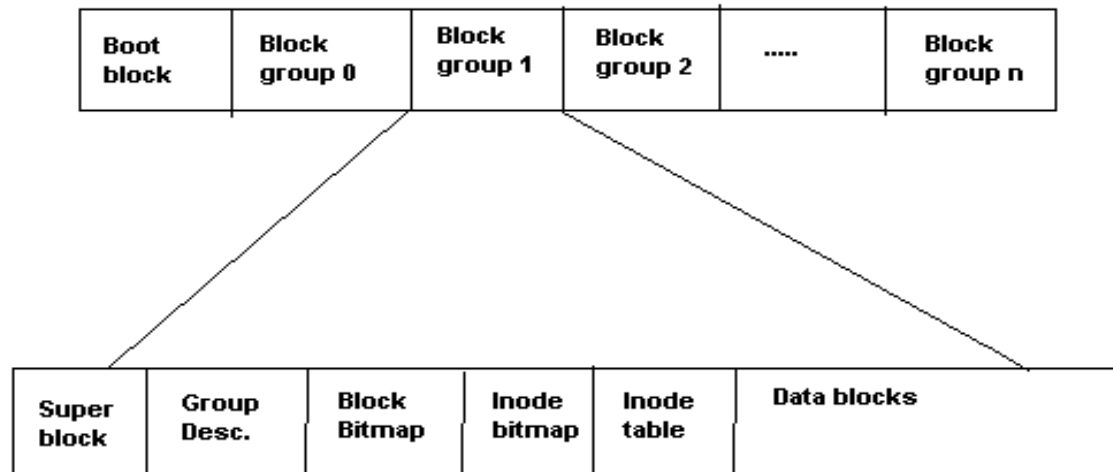 Boot
block
Block
group 0
Block
group 1
Block
group 2
.....
Block
group n
Super
block
Group
Desc.
Block
Bitmap
Inode
bitmap
Inode
table
Data blocks